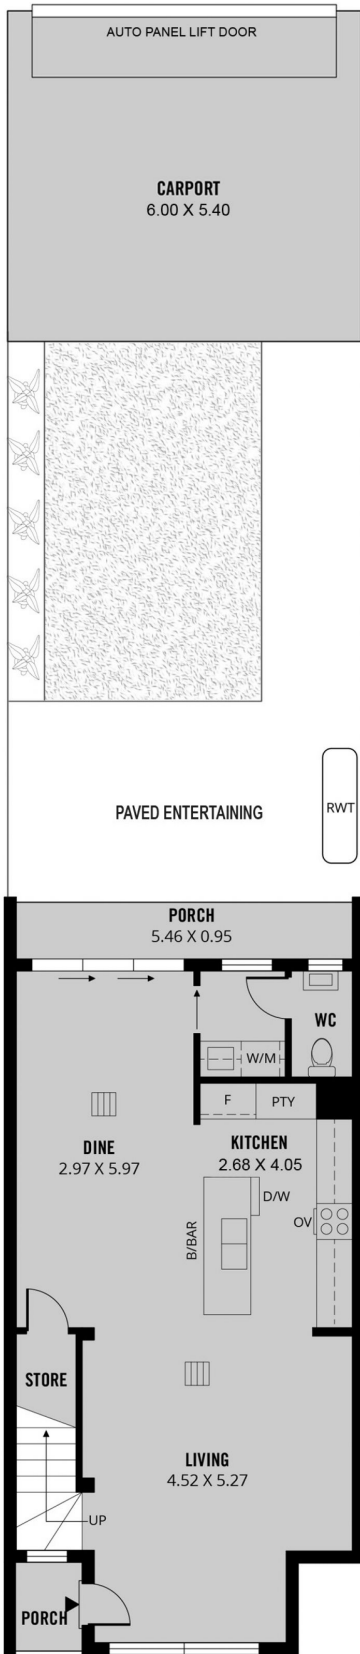 AUTO PANEL LIFT DOOR
CARPORT
6.00 X 5.40
PAVED ENTERTAINING
RWT
PORCH
5.46 X 0.95
WC
W/M
F
PTY
DINE
2.97 X 5.97
KITCHEN
2.68 X 4.05
D/W
B/BAR
OV
STORE
LIVING
4.52 X 5.27
UP
PORCH